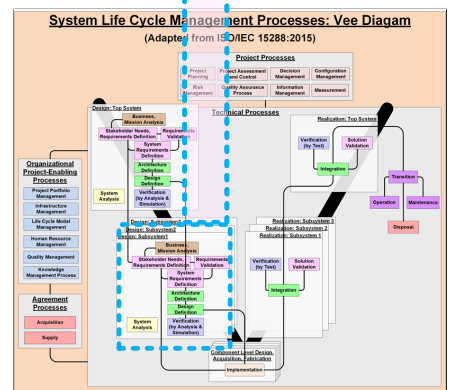 System Life Cycle Management Processes: Vee Diagam
(Adapted from ISO/IEC 15288:2015)
Project Processes
Project
Planning
Project Assessment
and Control
Decision
Management
Configuration
Management
Risk
Management
Quality Assurance
Process
Information
Management
Measurement
Technical Processes
Design: Top System
Business,
Mission Analysis
Stakeholder Needs,
Requirements Definition
Requirements
Validation
System
Requirements
Definition
Architecture
Definition
Design
Definition
System
Analysis
Verification
(by Analysis &
Simulation)
Realization: Top System
Verification
(by Test)
Solution
Validation
Integration
Transition
Operation
Maintenance
Disposal
Organizational
Project-Enabling
Processes
Project Portfolio
Management
Infrastructure
Management
Life Cycle Model
Management
Human Resource
Management
Quality Management
Knowledge
Management Process
Agreement
Processes
Acquisition
Supply
Design: Subsystem3
Design: Subsystem2
Design: Subsystem1
Business,
Mission Analysis
Stakeholder Needs,
Requirements Definition
Requirements
Validation
System
Requirements
Definition
Architecture
Definition
Design
Definition
System
Analysis
Verification
(by Analysis &
Simulation)
Realization: Subsystem 3
Realization: Subsystem 2
Realization: Subsystem 1
Verification
(by Test)
Solution
Validation
Integration
Component Level Design,
Acquisition, Fabrication
Implementation